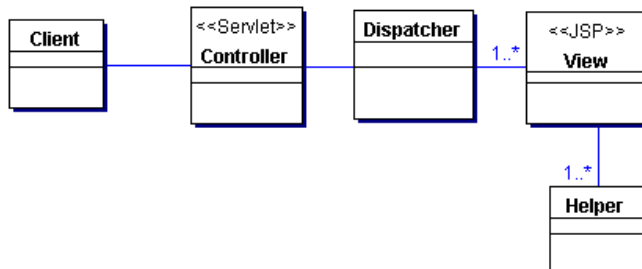 Client
<<Servlet>>
Controller
Dispatcher
1..*
<<JSP>>
View
1..*
Helper